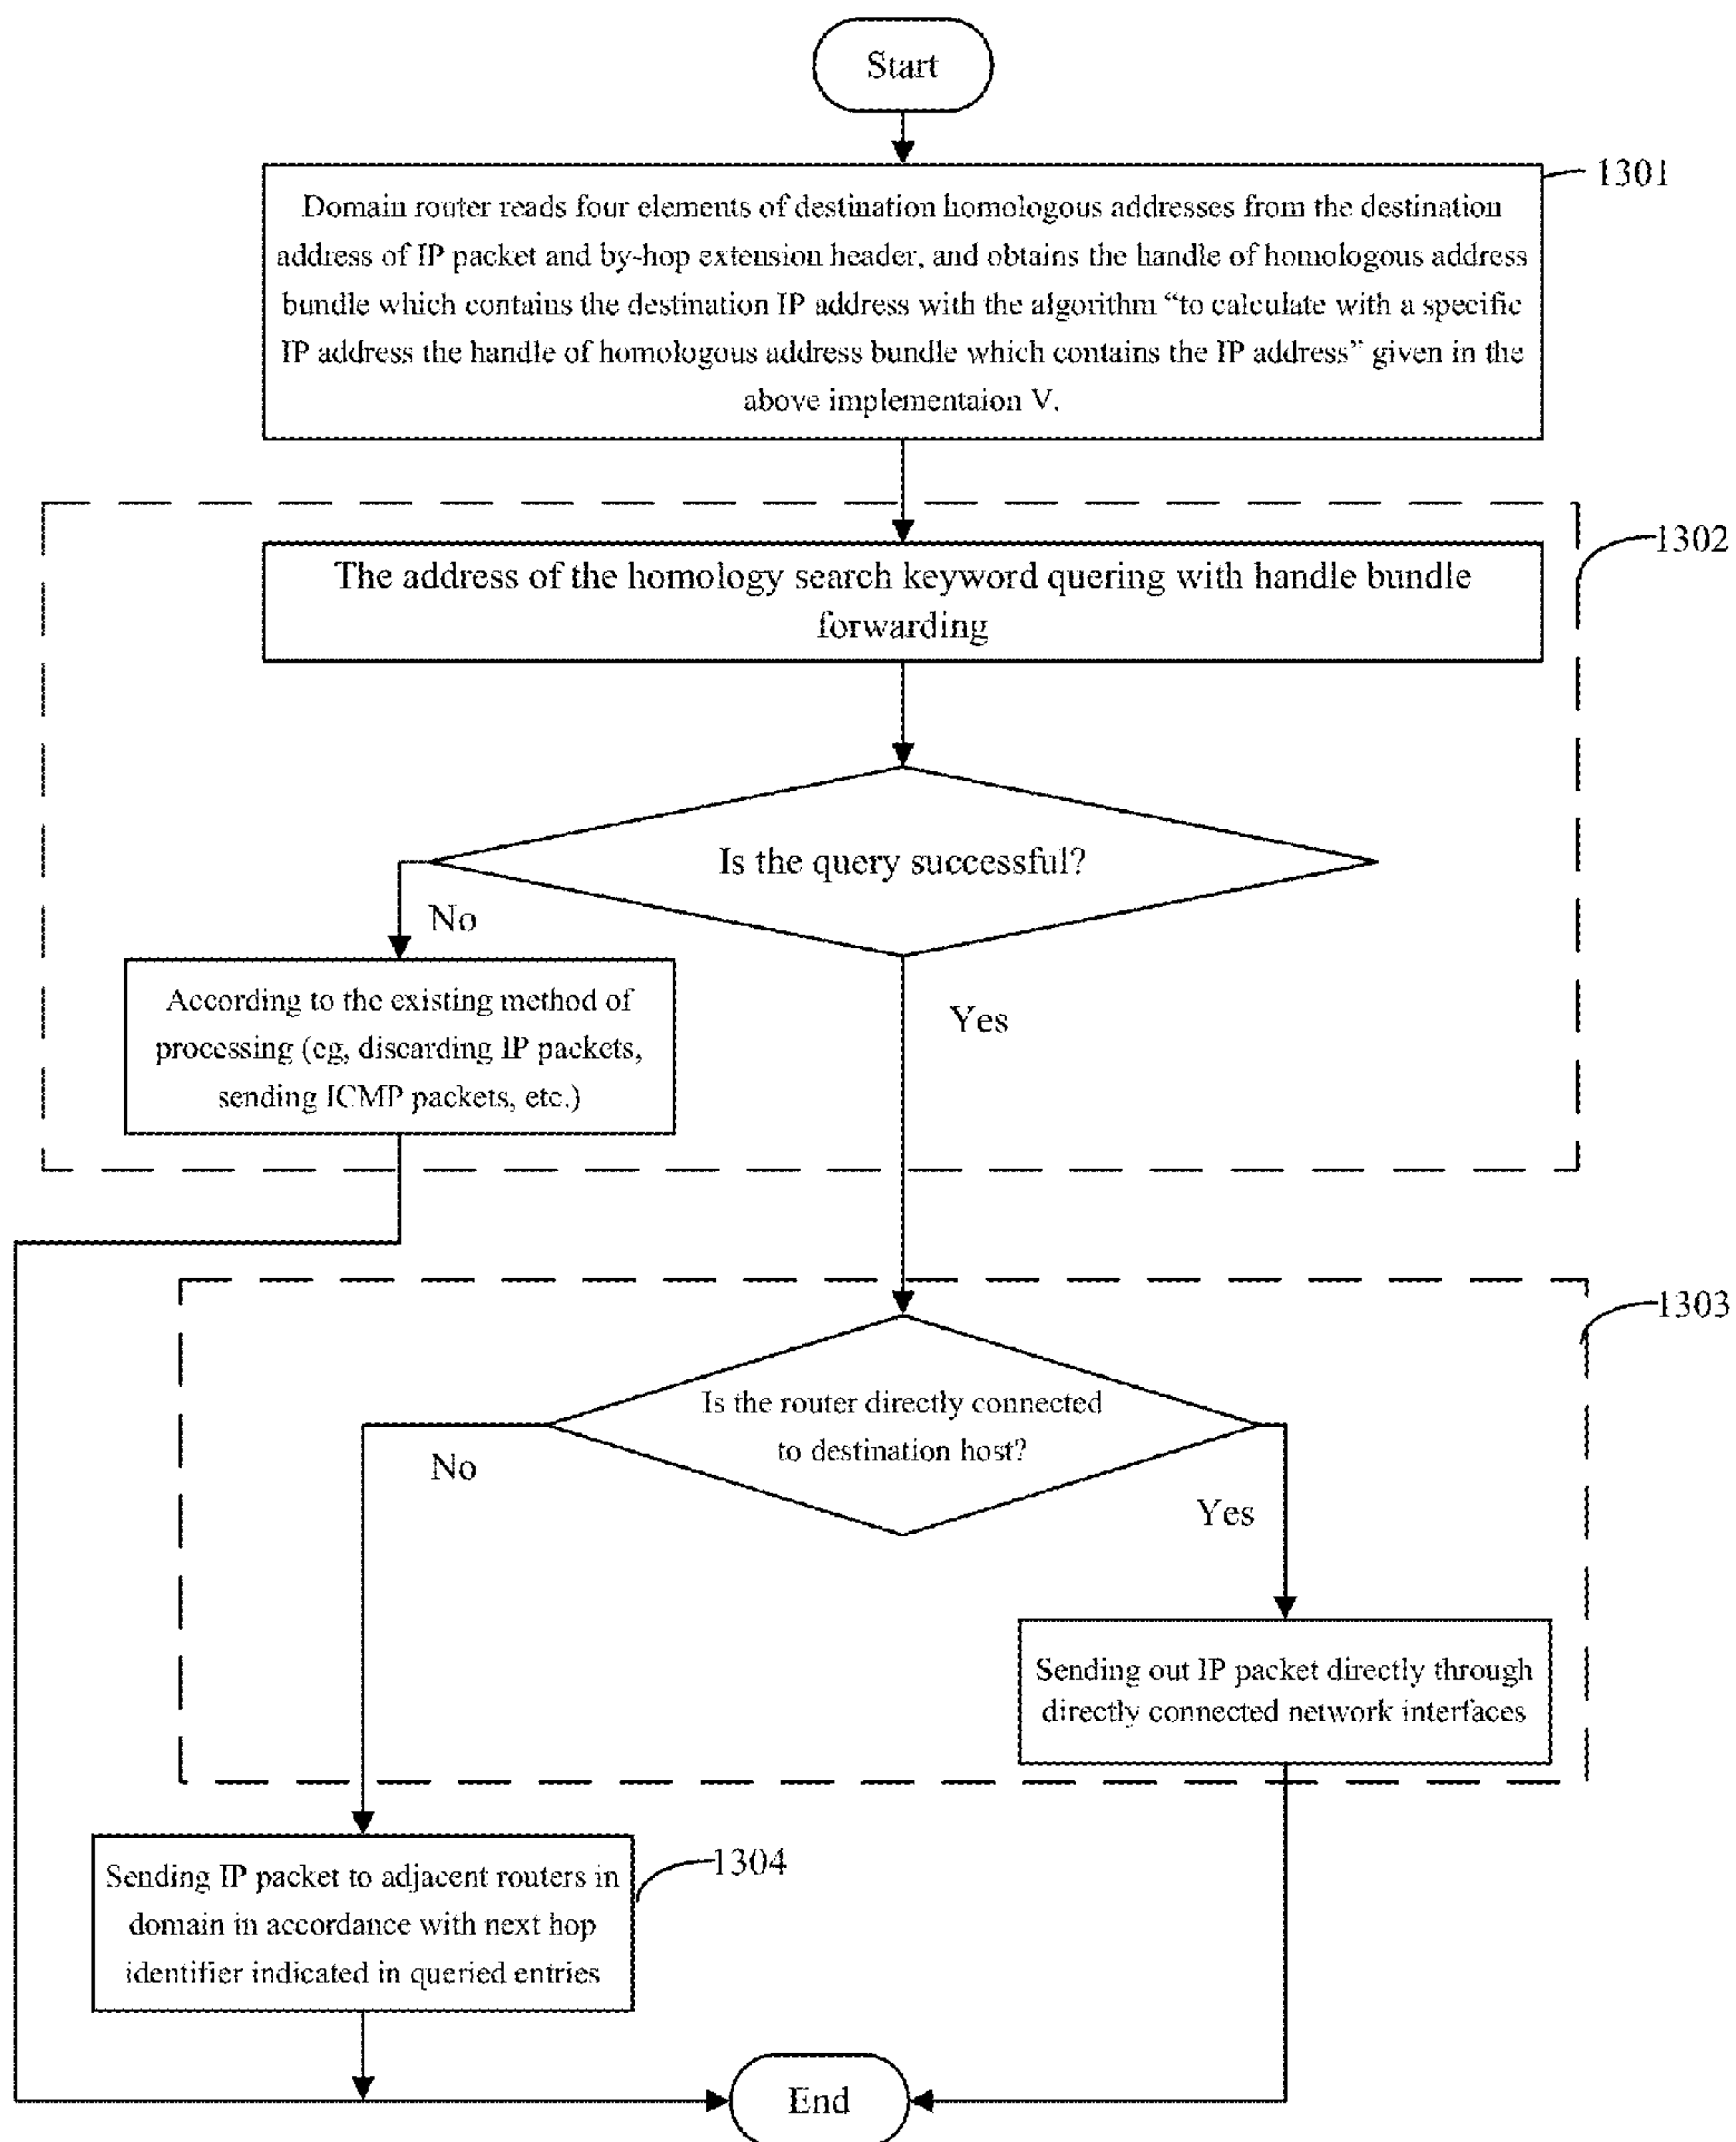 Start
1301
Domain router reads four elements of destination homologous addresses from the destination
address of IP packet and by-hop extension header, and obtains the handle of homologous address
bundle which contains the destination IP address with the algorithm “to calculate with a specific
IP address the handle of homologous address bundle which contains the IP address” given in the
above implementaion V.
1302
The address of the homology search keyword quering with handle bundle
forwarding
Is the query successful?
No
Yes
According to the existing method of
processing (eg, discarding IP packets,
sending ICMP packets, etc.)
1303
Is the router directly connected
to destination host?
No
Yes
Sending out IP packet directly through
directly connected network interfaces
1304
Sending IP packet to adjacent routers in
domain in accordance with next hop
identifier indicated in queried entries
End